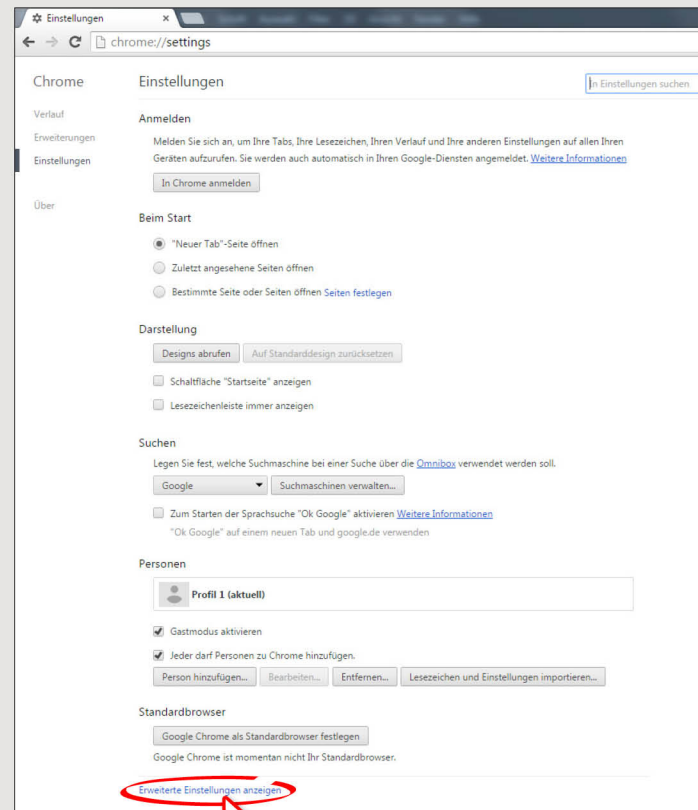 Einstellungen
chrome://settings
Chrome
Einstellungen
In Einstellungen suchen
Verlauf
Erweiterungen
Einstellungen
Über
Anmelden
Melden Sie sich an, um Ihre Tabs, Ihre Lesezeichen, Ihren Verlauf und Ihre anderen Einstellungen auf allen Ihren
Geräten aufzurufen. Sie werden auch automatisch in Ihren Google-Diensten angemeldet. Weitere Informationen
In Chrome anmelden
Beim Start
"Neuer Tab"-Seite öffnen
Zuletzt angesehene Seiten öffnen
Bestimmte Seite oder Seiten öffnen Seiten festlegen
Darstellung
Designs abrufen Auf Standarddesign zurücksetzen
Schaltfläche "Startseite" anzeigen
Lesezeichenleiste immer anzeigen
Suchen
Legen Sie fest, welche Suchmaschine bei einer Suche über die Omnibox verwendet werden soll.
Google Suchmaschinen verwalten...
Zum Starten der Sprachsuche "Ok Google" aktivieren Weitere Informationen
"Ok Google" auf einem neuen Tab und google.de verwenden
Personen
Profil 1 (aktuell)
Gastmodus aktivieren
Jeder darf Personen zu Chrome hinzufügen.
Person hinzufügen... Bearbeiten... Entfernen... Lesezeichen und Einstellungen importieren...
Standardbrowser
Google Chrome als Standardbrowser festlegen
Google Chrome ist momentan nicht Ihr Standardbrowser.
Erweiterte Einstellungen anzeigen